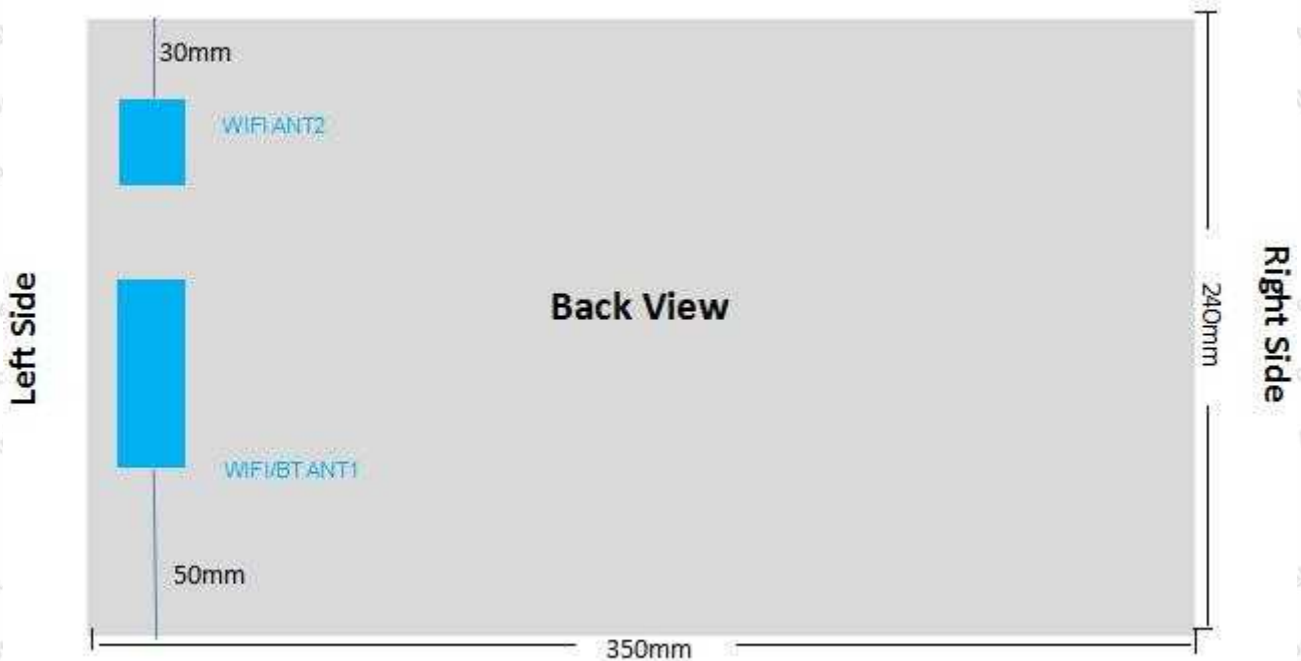 30mm
WIFI ANT2
Left Side
Back View
240mm
Right Side
WIFI/BT ANT1
50mm
350mm